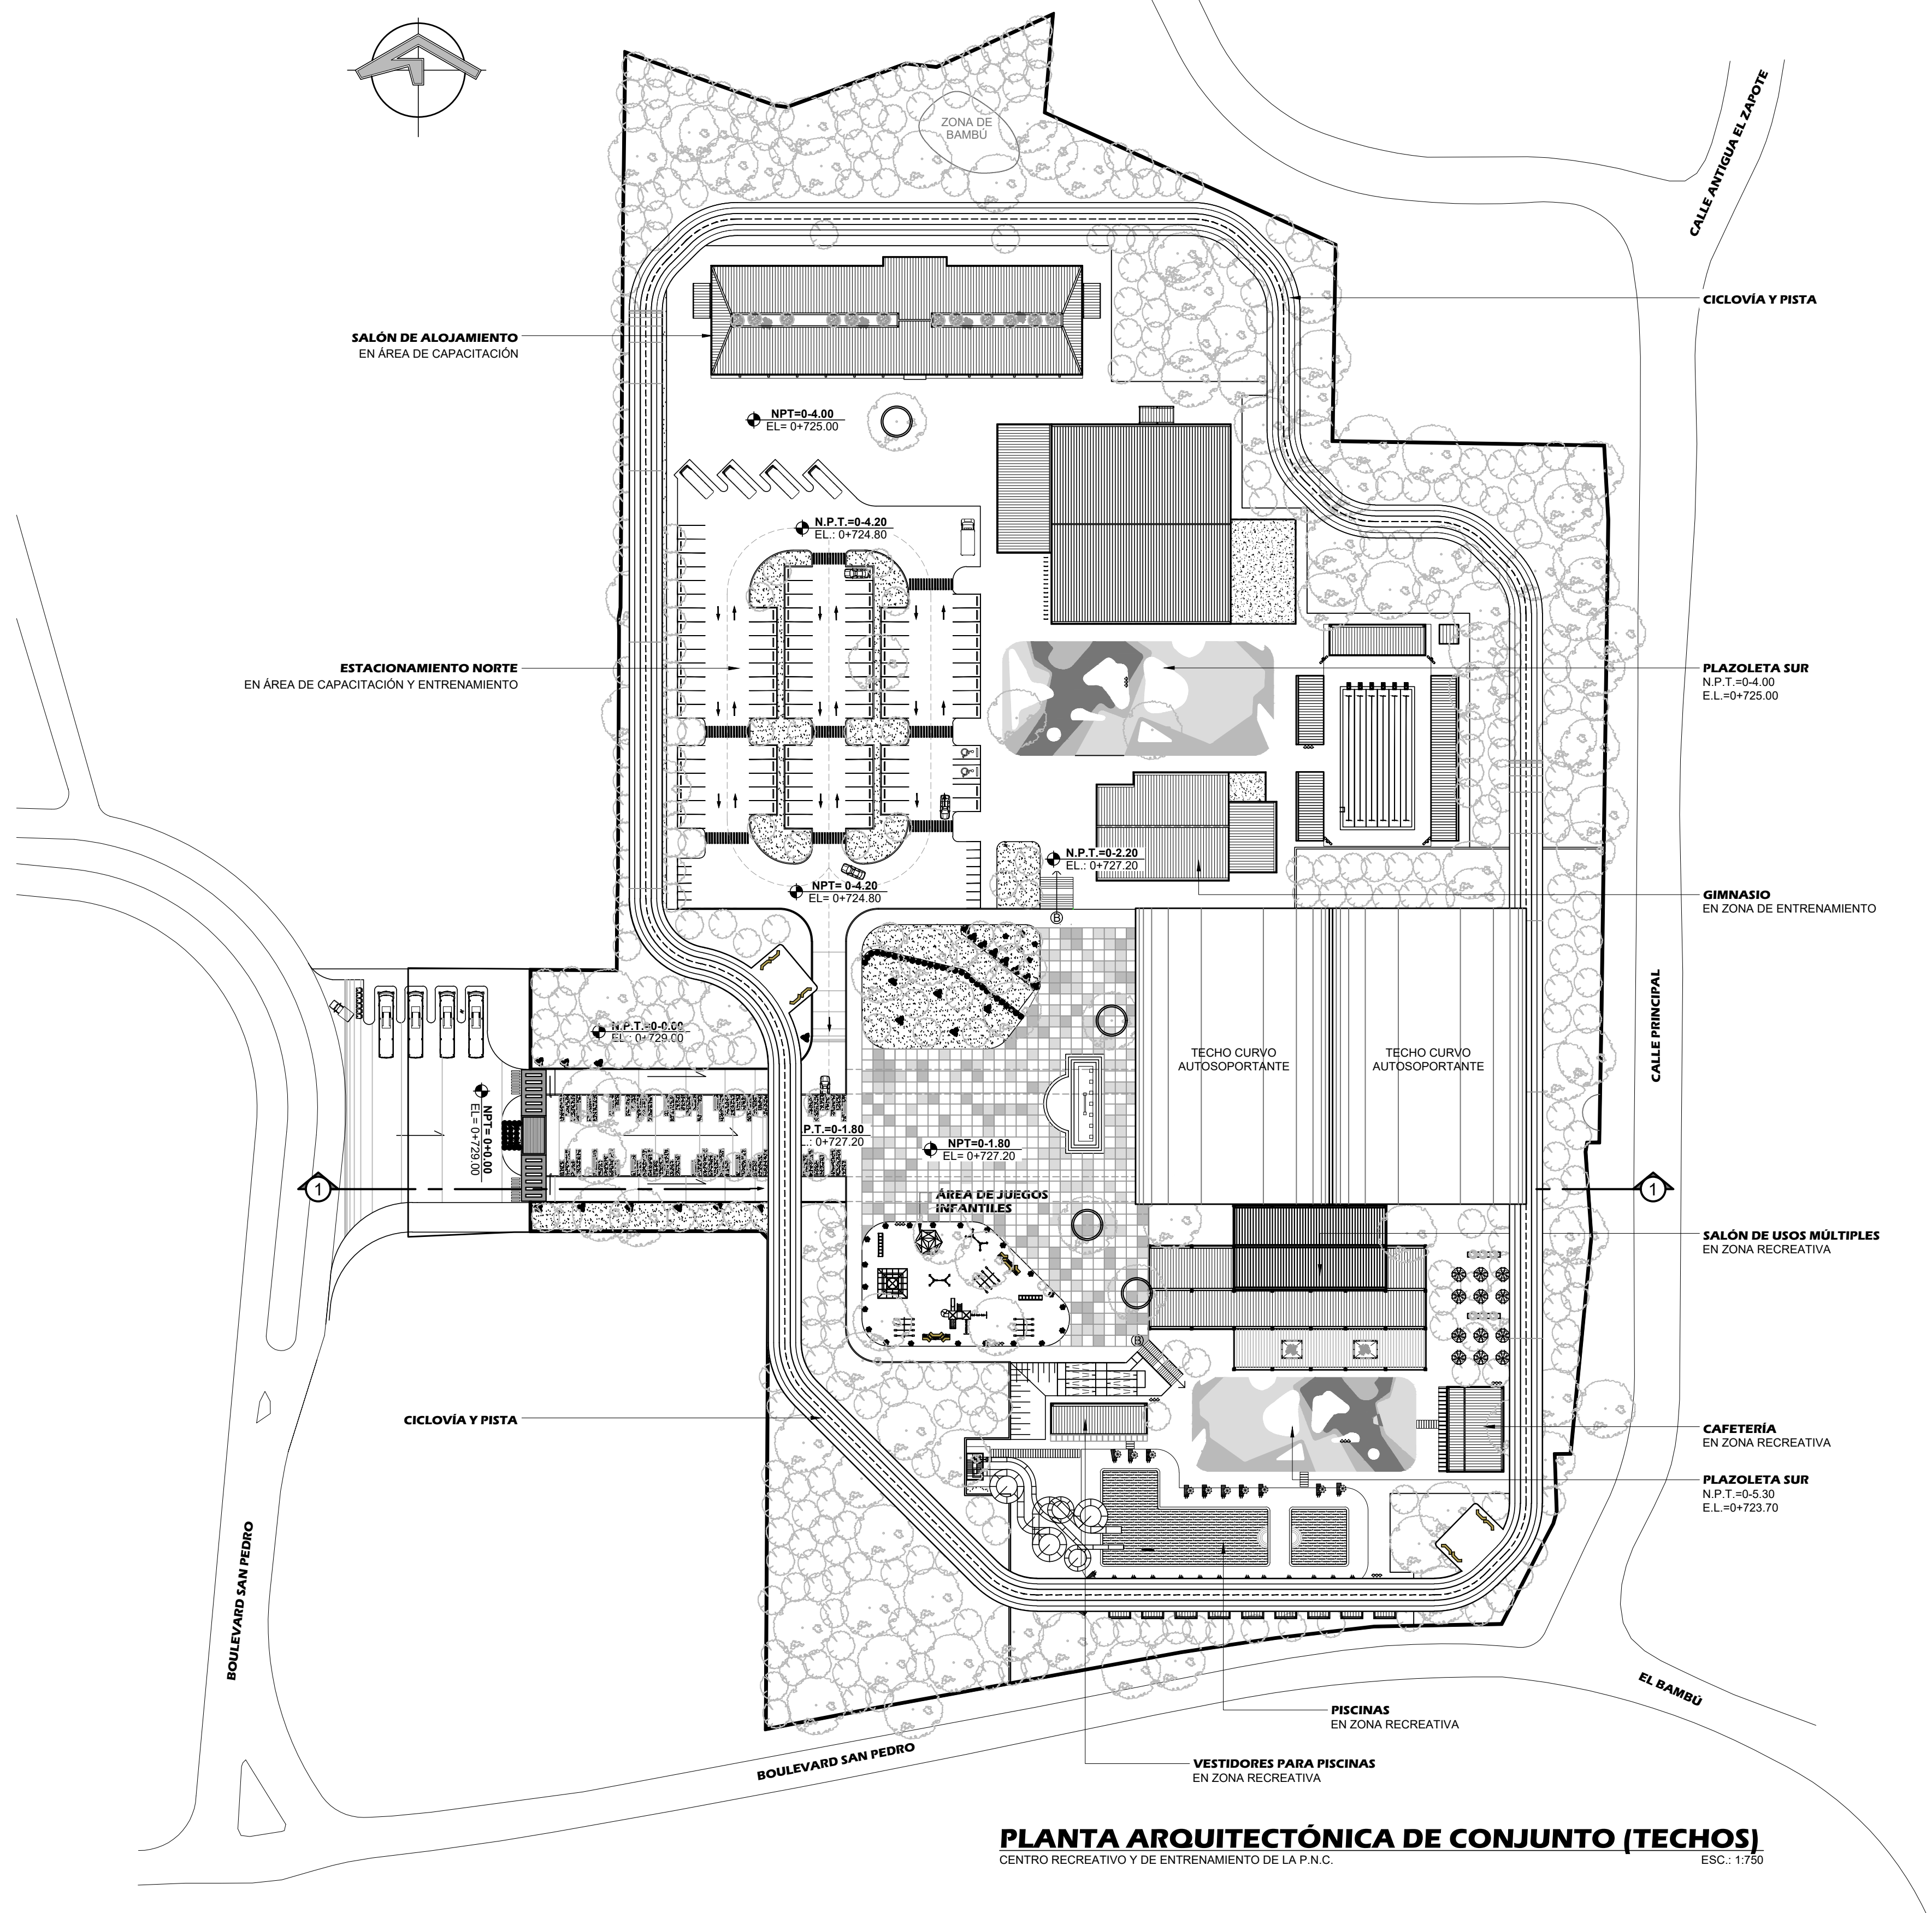 ZONA DE
BAMBÚ
CALLE ANTIGUA EL ZAPOTE
CICLOVÍA Y PISTA
SALÓN DE ALOJAMIENTO
EN ÁREA DE CAPACITACIÓN
NPT=0-4.00
EL= 0+725.00
N.P.T.=0-4.20
EL.: 0+724.80
ESTACIONAMIENTO NORTE
EN ÁREA DE CAPACITACIÓN Y ENTRENAMIENTO
PLAZOLETA SUR
N.P.T.=0-4.00
E.L.=0+725.00
N.P.T.=0-2.20
EL.: 0+727.20
NPT= 0-4.20
EL= 0+724.80
GIMNASIO
EN ZONA DE ENTRENAMIENTO
B
N.P.T.=0-0.00
EL.: 0+729.00
TECHO CURVO
AUTOSOPORTANTE
TECHO CURVO
AUTOSOPORTANTE
CALLE PRINCIPAL
NPT= 0+0.00
EL= 0+729.00
.P.T.=0-1.80
L.: 0+727.20
NPT=0-1.80
EL= 0+727.20
1
1
ÁREA DE JUEGOS
INFANTILES
SALÓN DE USOS MÚLTIPLES
EN ZONA RECREATIVA
B
CICLOVÍA Y PISTA
CAFETERÍA
EN ZONA RECREATIVA
PLAZOLETA SUR
N.P.T.=0-5.30
E.L.=0+723.70
BOULEVARD SAN PEDRO
EL BAMBÚ
PISCINAS
EN ZONA RECREATIVA
BOULEVARD SAN PEDRO
VESTIDORES PARA PISCINAS
EN ZONA RECREATIVA
PLANTA ARQUITECTÓNICA DE CONJUNTO (TECHOS)
CENTRO RECREATIVO Y DE ENTRENAMIENTO DE LA P.N.C.
ESC.: 1:750